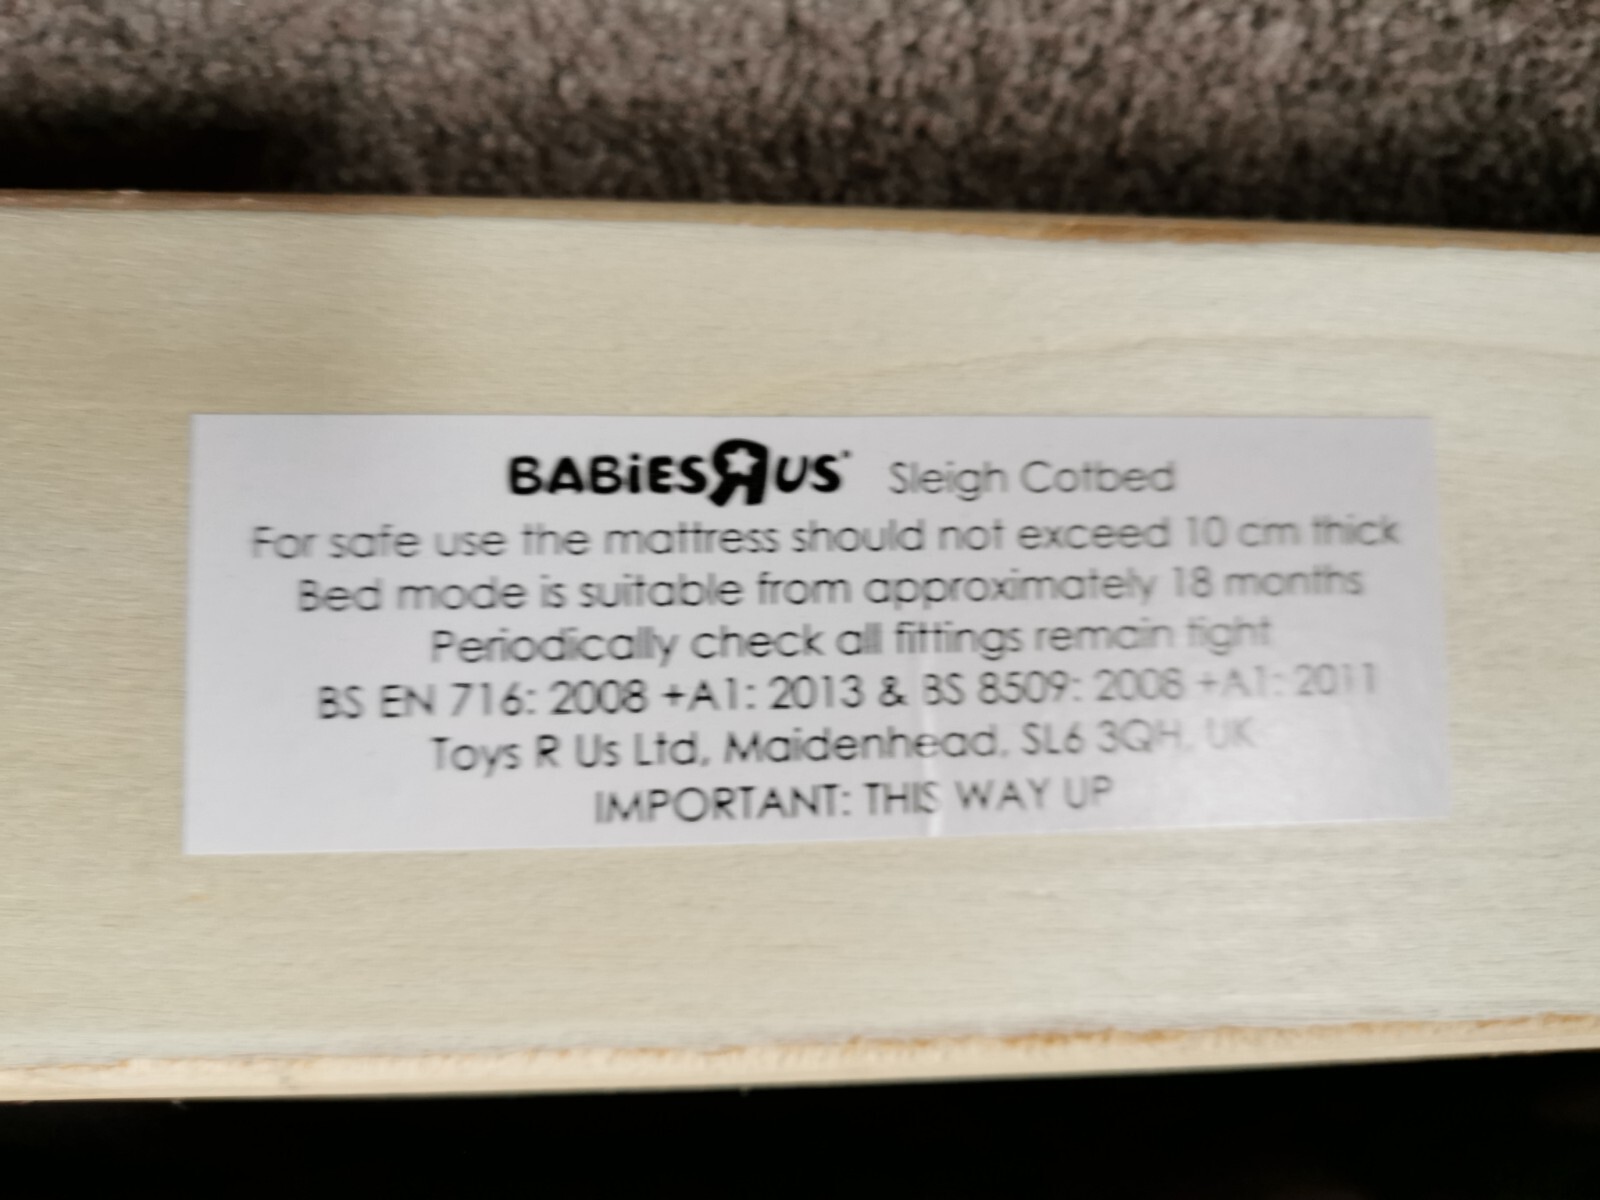 BABiES R US Sleigh Cotbed
For safe use the mattress should not exceed 10 cm thick
Bed mode is suitable from approximately 18 months
Periodically check all fittings remain tight
BS EN 716: 2008 +A1: 2013 & BS 8509: 2008 +A1: 2011
Toys R Us Ltd, Maidenhead, SL6 3QH, UK
IMPORTANT: THIS WAY UP